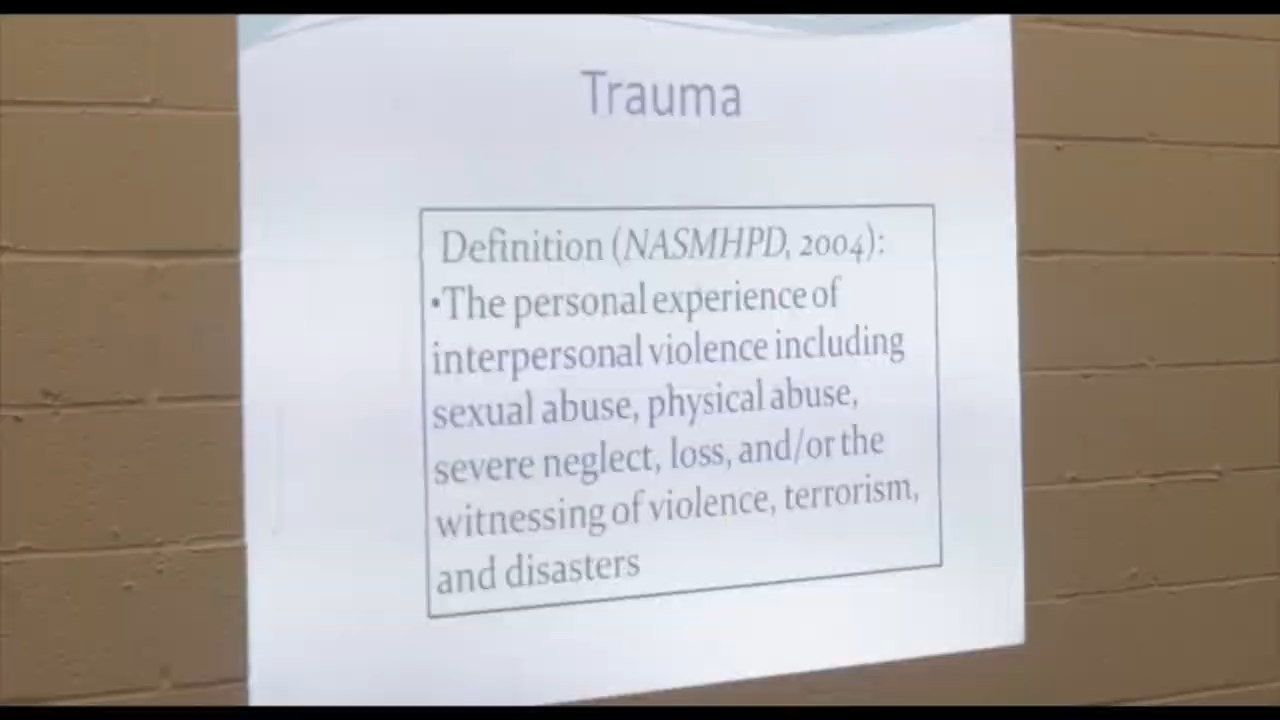 Trauma
Definition (NASMHPD, 2004):
•The personal experience of
interpersonal violence including
sexual abuse, physical abuse,
severe neglect, loss, and/or the
witnessing of violence, terrorism,
and disasters